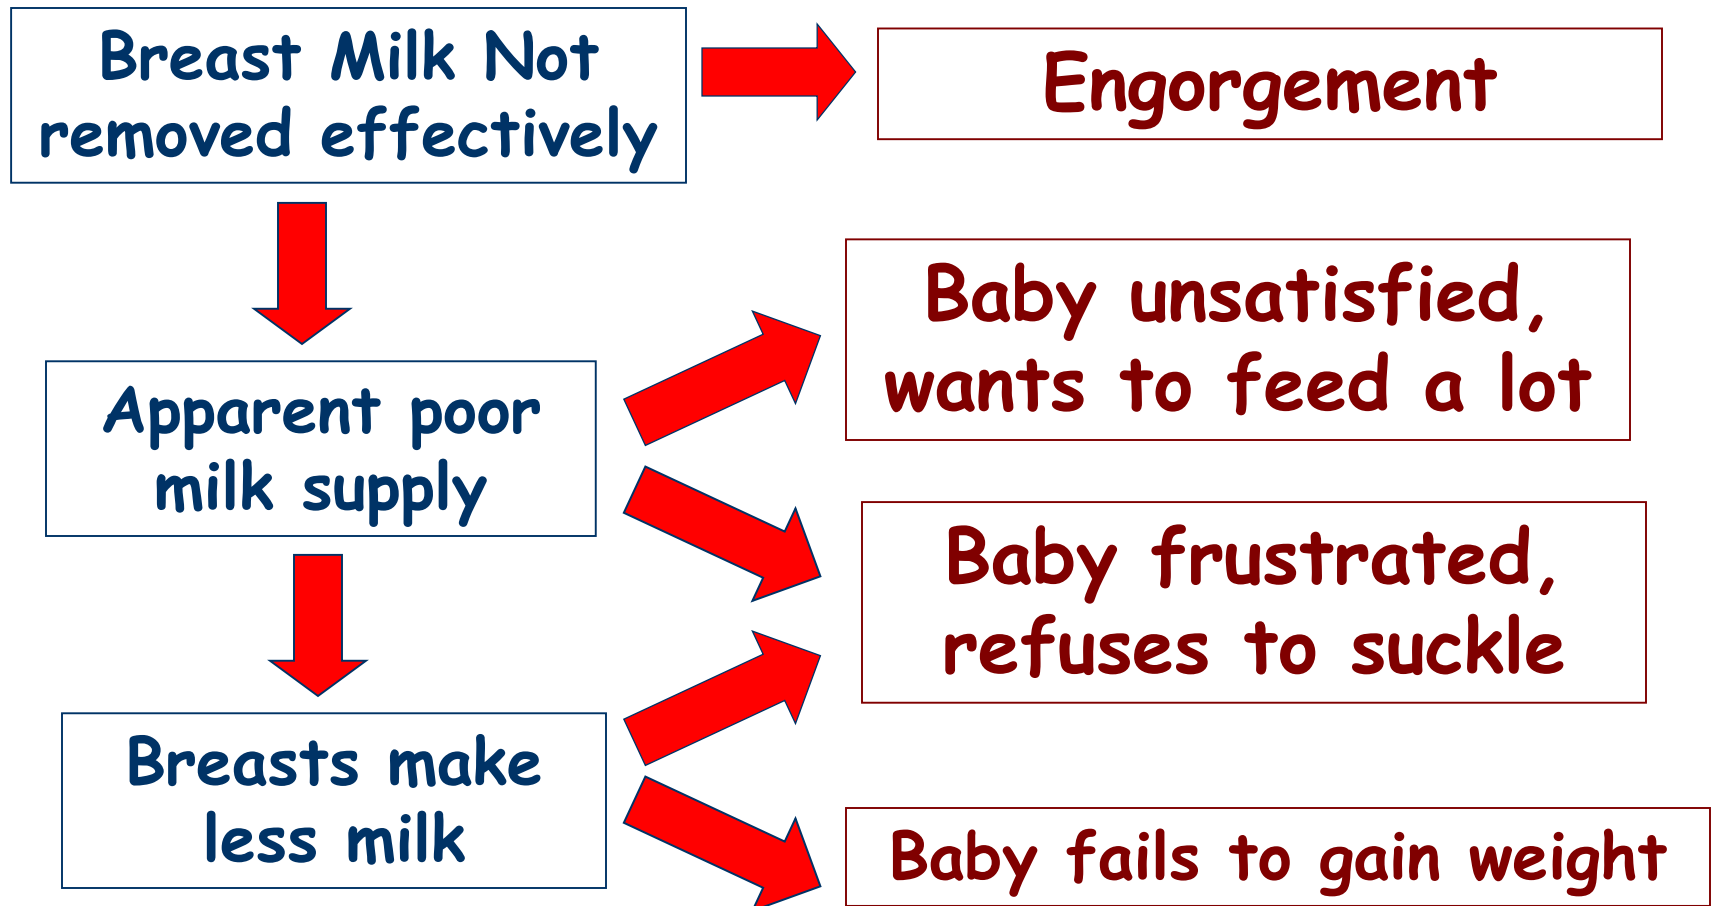 Breast Milk Not
removed effectively
Engorgement
Baby unsatisfied,
wants to feed a lot
Apparent poor
milk supply
Baby frustrated,
refuses to suckle
Breasts make
less milk
Baby fails to gain weight